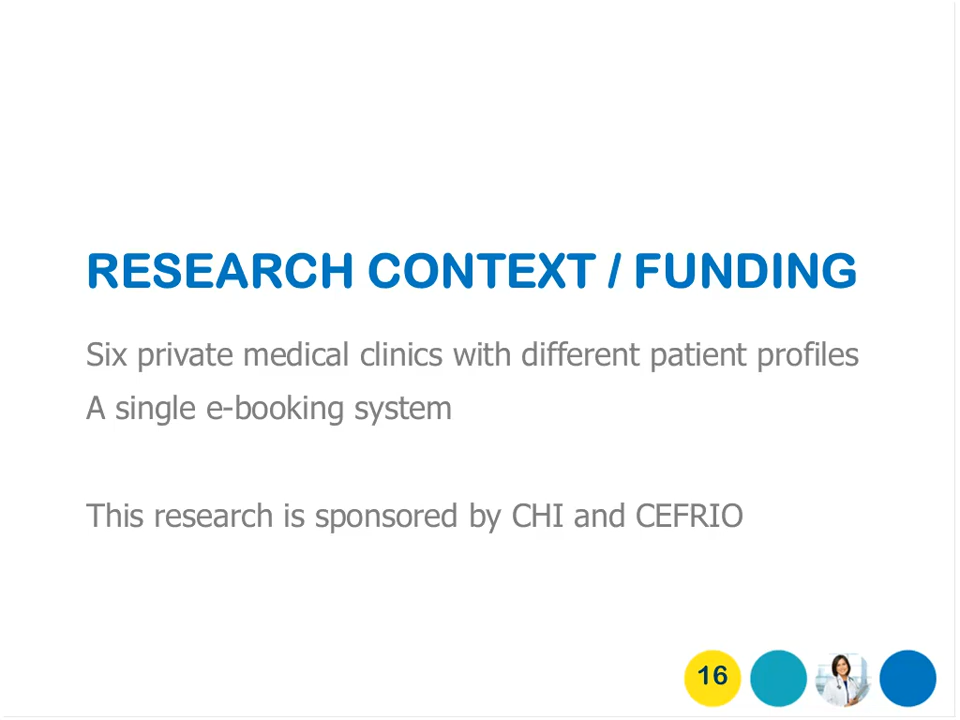 RESEARCH CONTEXT / FUNDING
Six private medical clinics with different patient profiles
A single e-booking system
This research is sponsored by CHI and CEFRIO
16